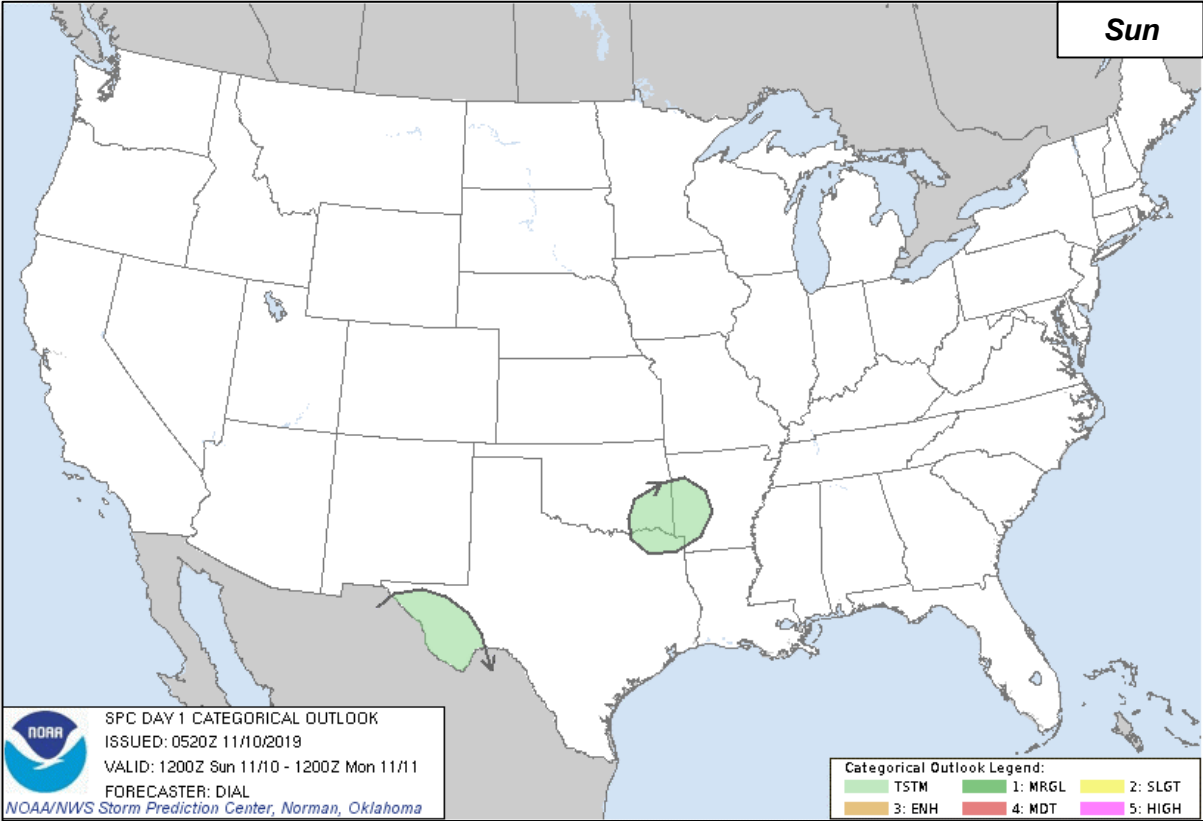 Sun
NOAA
SPC DAY 1 CATEGORICAL OUTLOOK
ISSUED: 0520Z 11/10/2019
VALID: 1200Z Sun 11/10 - 1200Z Mon 11/11
FORECASTER: DIAL
NOAA/NWS Storm Prediction Center, Norman, Oklahoma
Categorical Outlook Legend:
TSTM 1: MRGL 2: SLGT
3: ENH 4: MDT 5: HIGH